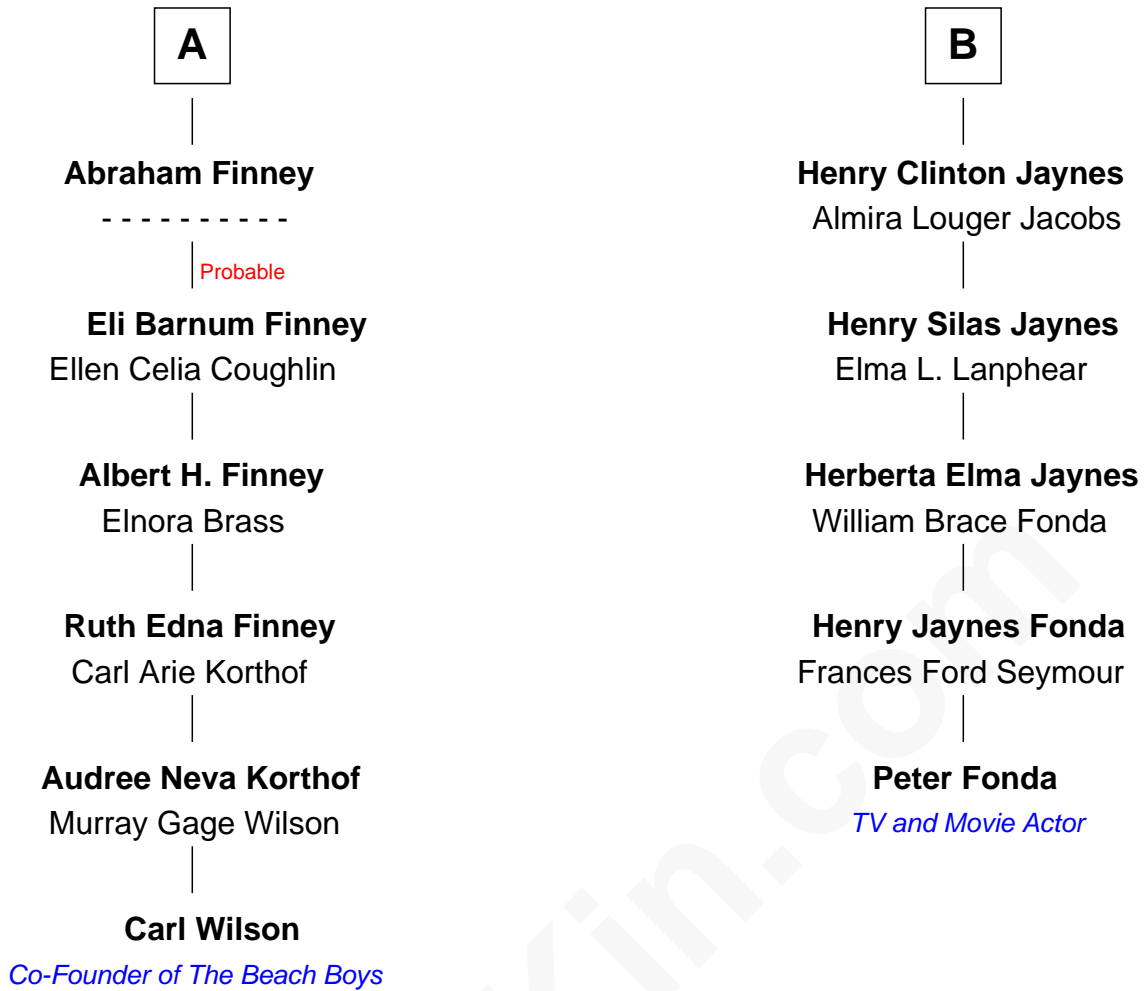 A
Abraham Finney
- - - - - - - - - -
Probable
Eli Barnum Finney
Ellen Celia Coughlin
Albert H. Finney
Elnora Brass
Ruth Edna Finney
Carl Arie Korthof
Audree Neva Korthof
Murray Gage Wilson
Carl Wilson
Co-Founder of The Beach Boys
B
Henry Clinton Jaynes
Almira Louger Jacobs
Henry Silas Jaynes
Elma L. Lanphear
Herberta Elma Jaynes
William Brace Fonda
Henry Jaynes Fonda
Frances Ford Seymour
Peter Fonda
TV and Movie Actor
Kin.com